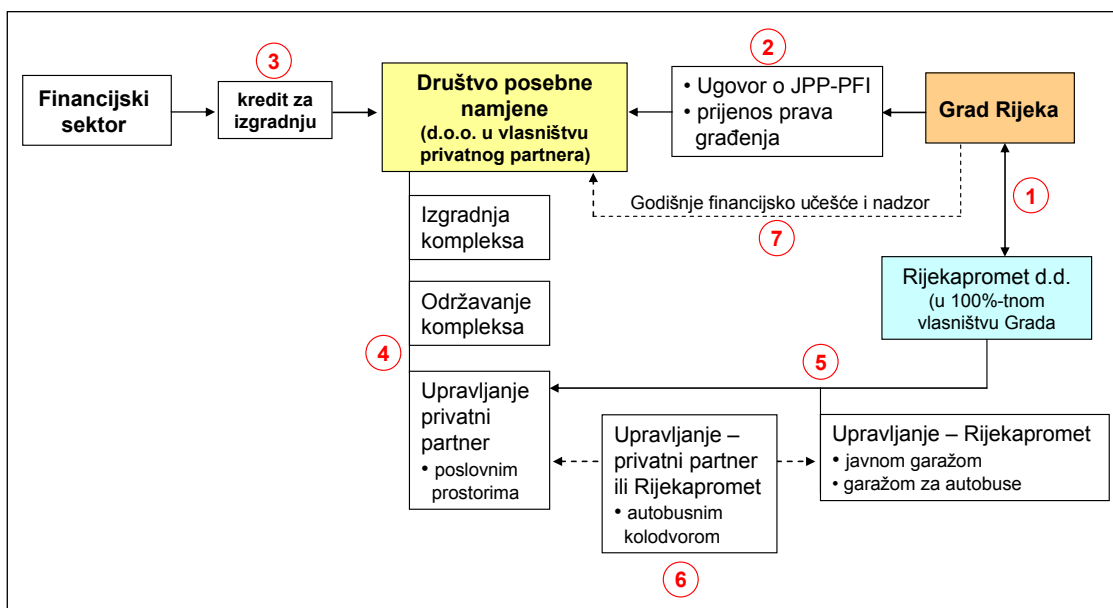 3
2
Financijski
sektor
kredit za
izgradnju
Društvo posebne
namjene
(d.o.o. u vlasništvu
privatnog partnera)
• Ugovor o JPP-PFI
• prijenos prava
građenja
Grad Rijeka
1
Godišnje financijsko učešće i nadzor
7
Izgradnja
kompleksa
Rijekapromet d.d.
(u 100%-tnom
vlasništvu Grada
Održavanje
kompleksa
4
5
Upravljanje
privatni
partner
• poslovnim
prostorima
Upravljanje –
privatni partner
ili Rijekapromet
• autobusnim
kolodvorom
Upravljanje – Rijekapromet
• javnom garažom
• garažom za autobuse
6